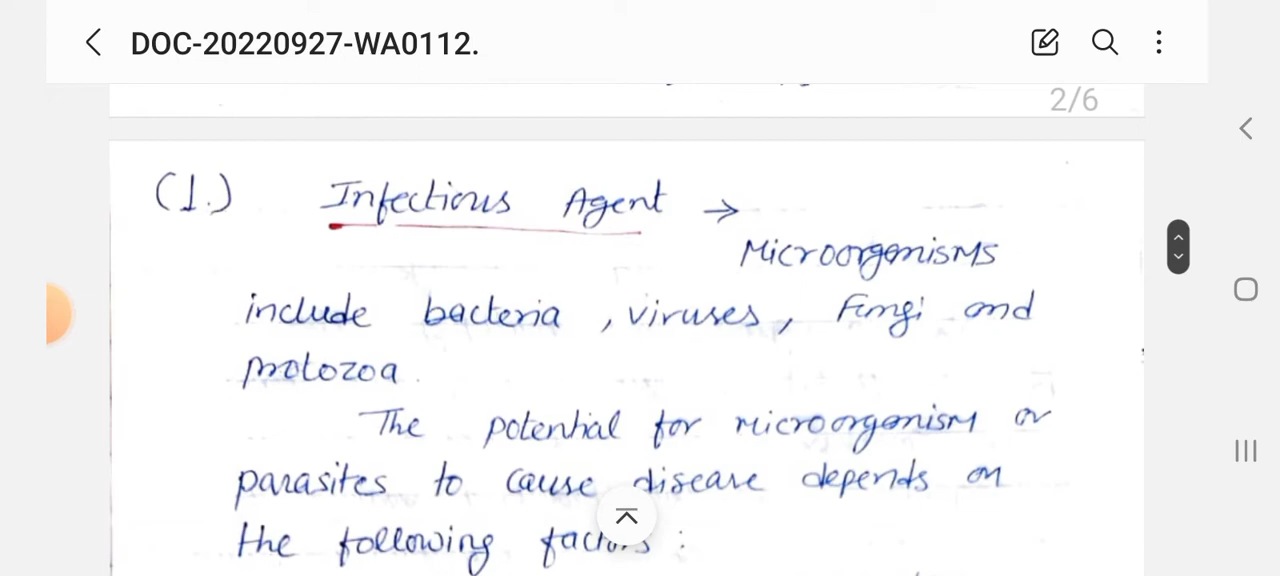 DOC-20220927-WA0112.
2/6
(1.) Infectious Agent →
Microorganisms
include bacteria , viruses , Fungi and
protozoa .
The potential for microorganism or
parasites to cause disease depends on
the following factors :